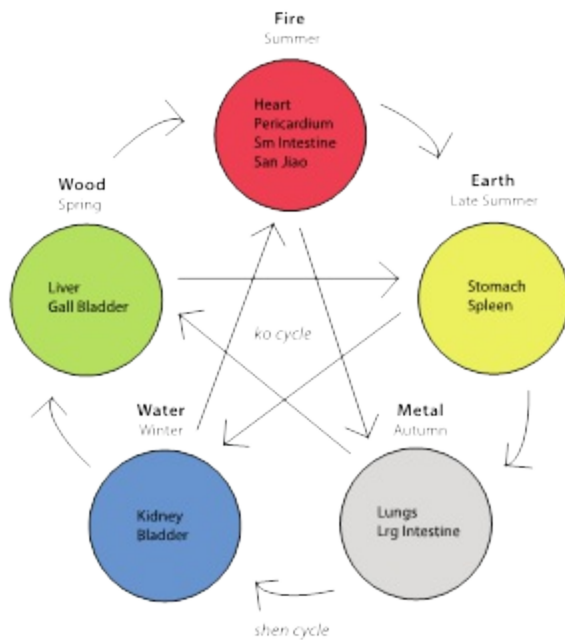 Fire
Summer
Heart
Pericardium
Sm Intestine
San Jiao
Wood
Spring
Liver
Gall Bladder
Earth
Late Summer
Stomach
Spleen
ko cycle
Water
Winter
Kidney
Bladder
Metal
Autumn
Lungs
Lrg Intestine
shen cycle